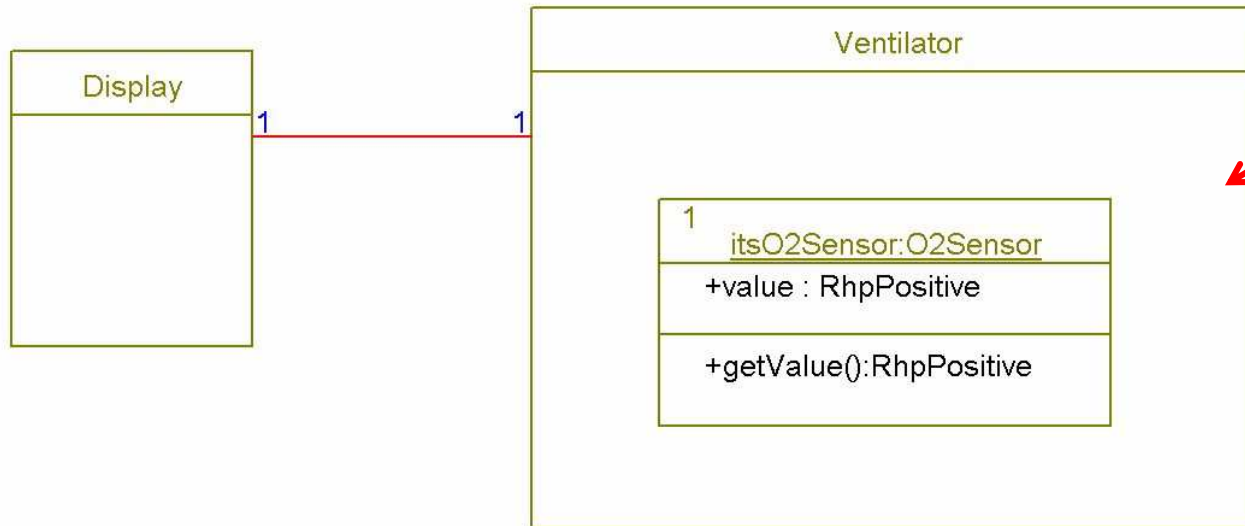 Ventilator
Display
1
1
1
itsO2Sensor:O2Sensor
+value : RhpPositive
+getValue():RhpPositive